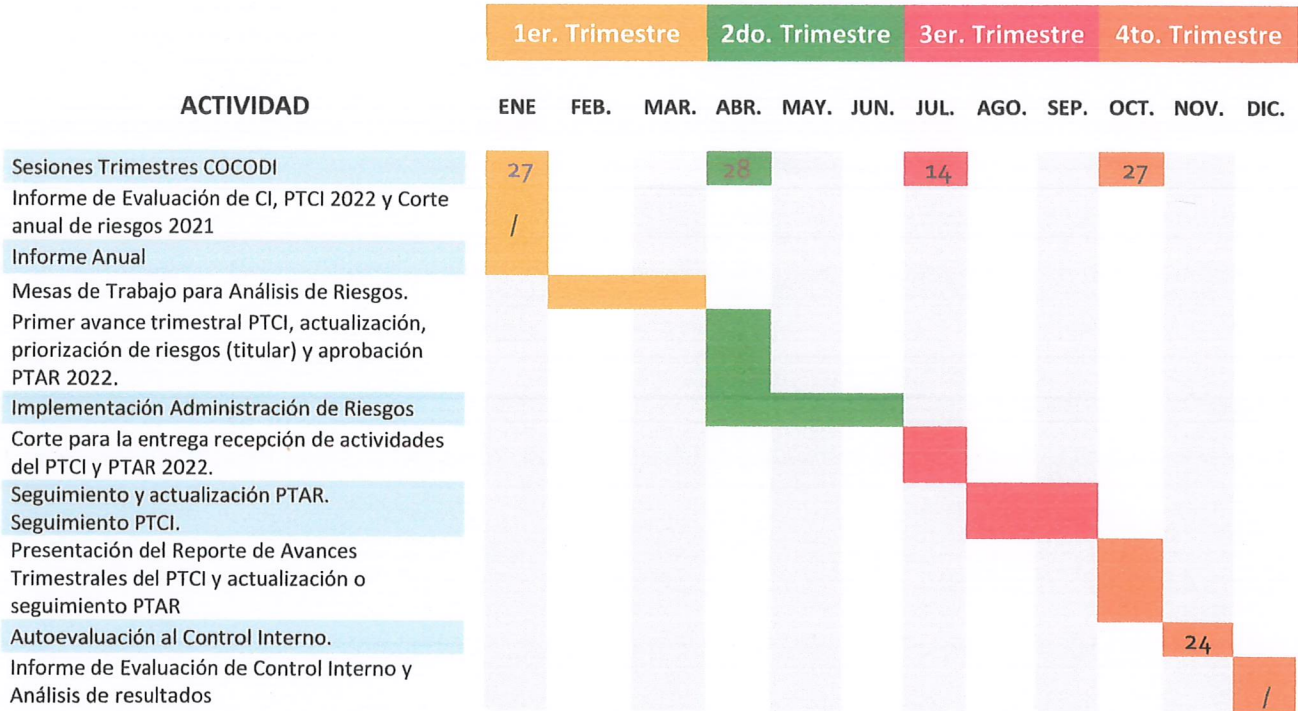 1er. Trimestre 2do. Trimestre 3er. Trimestre 4to. Trimestre
ACTIVIDAD ENE FEB. MAR. ABR. MAY. JUN. JUL. AGO. SEP. OCT. NOV. DIC.
Sesiones Trimestres COCODI 27 28 14 27
Informe de Evaluación de CI, PTCI 2022 y Corte
anual de riesgos 2021 /
Informe Anual
Mesas de Trabajo para Análisis de Riesgos.
Primer avance trimestral PTCI, actualización,
priorización de riesgos (titular) y aprobación
PTAR 2022.
Implementación Administración de Riesgos
Corte para la entrega recepción de actividades
del PTCI y PTAR 2022.
Seguimiento y actualización PTAR.
Seguimiento PTCI.
Presentación del Reporte de Avances
Trimestrales del PTCI y actualización o
seguimiento PTAR
Autoevaluación al Control Interno. 24
Informe de Evaluación de Control Interno y
Análisis de resultados /